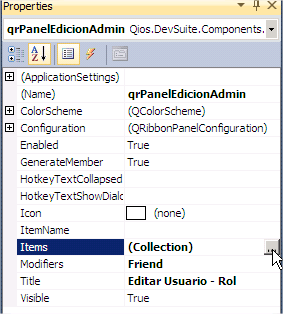 Properties
qrPanelEdicionAdmin Qios.DevSuite.Components.
(ApplicationSettings)
(Name) qrPanelEdicionAdmin
ColorScheme (QColorScheme)
Configuration (QRibbonPanelConfiguration)
Enabled True
GenerateMember True
HotkeyTextCollapsed
HotkeyTextShowDialo
Icon (none)
ItemName
Items (Collection) ...
Modifiers Friend
Title Editar Usuario - Rol
Visible True